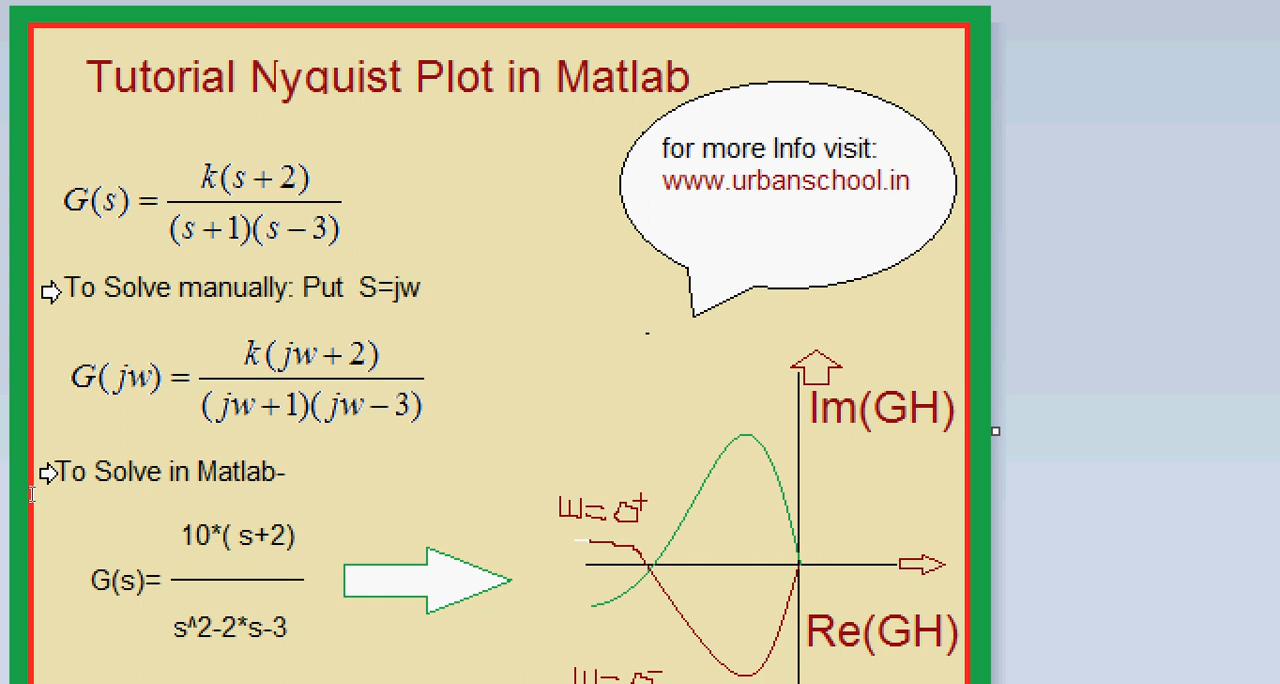 Tutorial Nyquist Plot in Matlab
for more Info visit:
www.urbanschool.in
G(s) = k(s+2) / (s+1)(s−3)
To Solve manually: Put S=jw
G(jw) = k(jw+2) / (jw+1)(jw−3)
Im(GH)
To Solve in Matlab-
10*( s+2)
G(s)=
s^2-2*s-3
Re(GH)